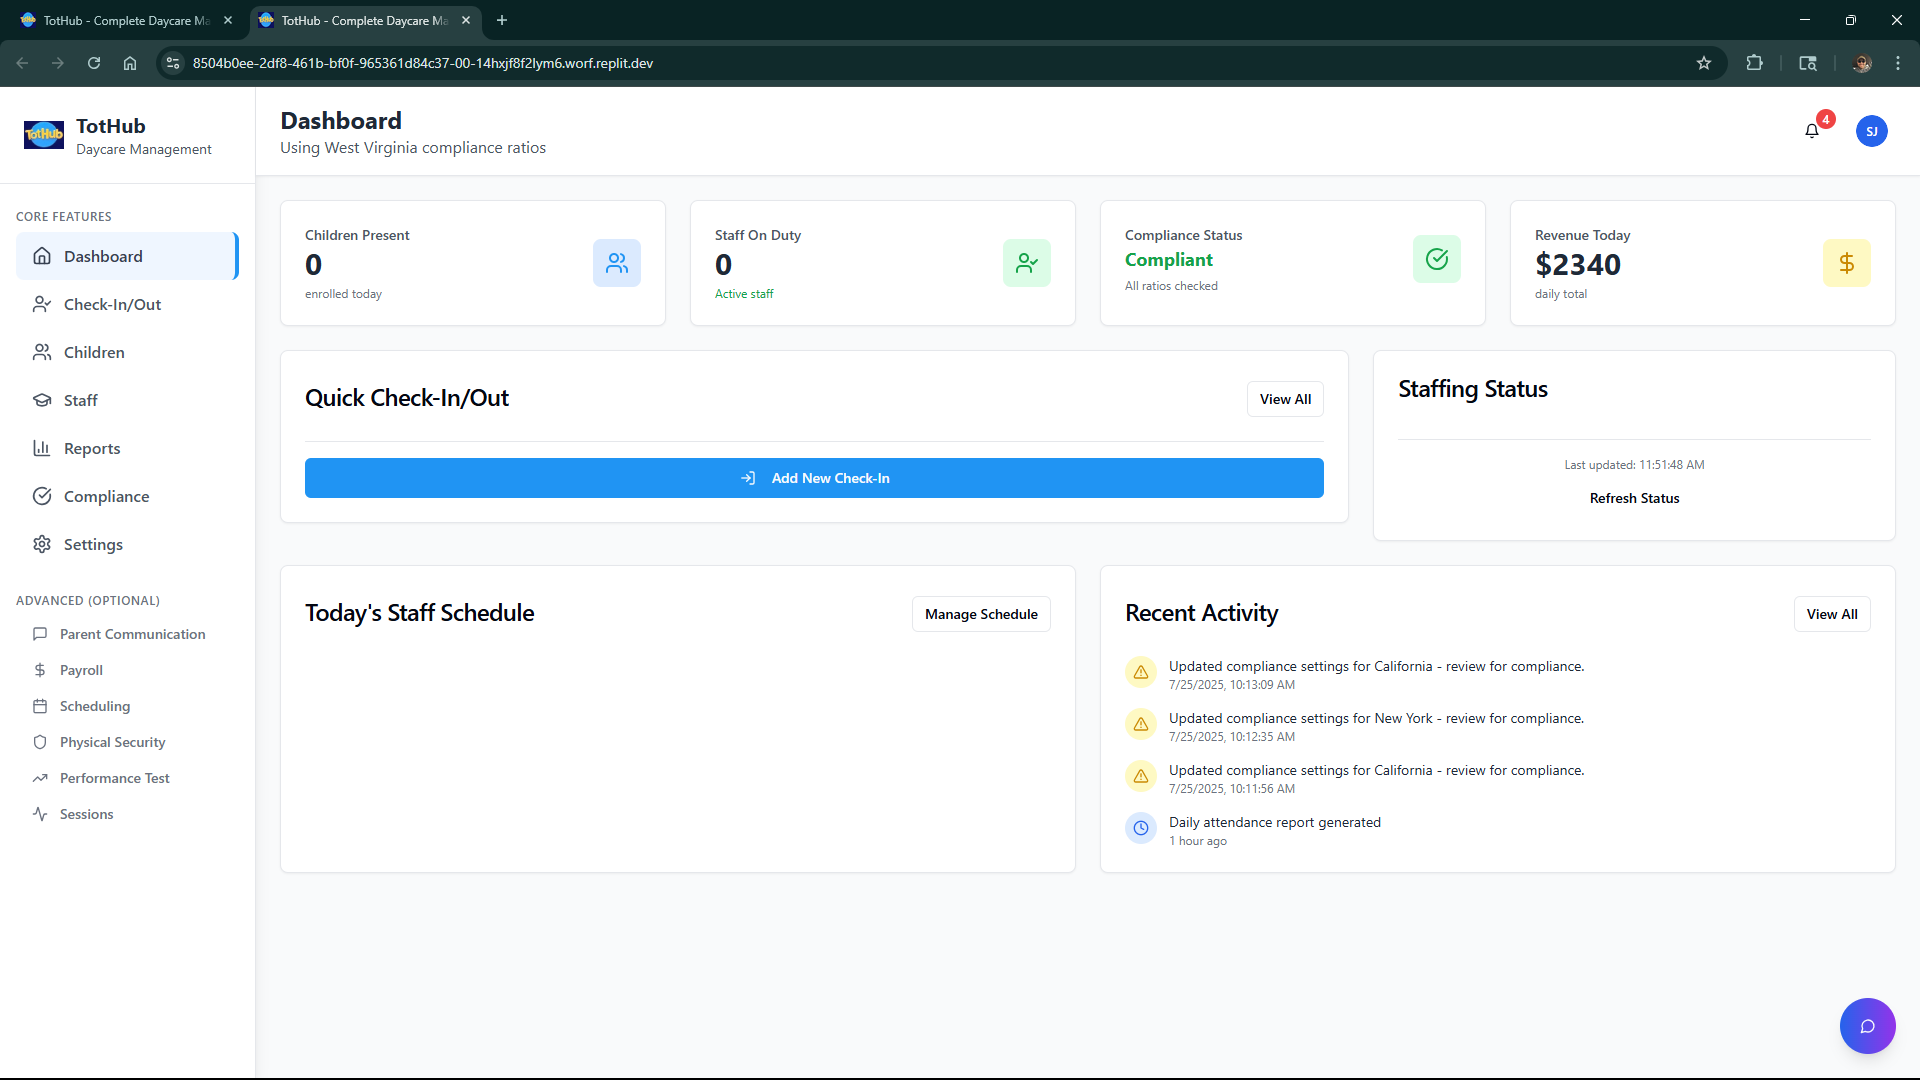 TotHub - Complete Daycare Ma
TotHub - Complete Daycare Ma
8504b0ee-2df8-461b-bf0f-965361d84c37-00-14hxjf8f2lym6.worf.replit.dev
TotHub
TotHub
Daycare Management
CORE FEATURES
Dashboard
Check-In/Out
Children
Staff
Reports
Compliance
Settings
ADVANCED (OPTIONAL)
Parent Communication
Payroll
Scheduling
Physical Security
Performance Test
Sessions
Dashboard
Using West Virginia compliance ratios
4
SJ
Children Present
0
enrolled today
Staff On Duty
0
Active staff
Compliance Status
Compliant
All ratios checked
Revenue Today
$2340
daily total
Quick Check-In/Out
View All
Add New Check-In
Staffing Status
Last updated: 11:51:48 AM
Refresh Status
Today's Staff Schedule
Manage Schedule
Recent Activity
View All
Updated compliance settings for California - review for compliance.
7/25/2025, 10:13:09 AM
Updated compliance settings for New York - review for compliance.
7/25/2025, 10:12:35 AM
Updated compliance settings for California - review for compliance.
7/25/2025, 10:11:56 AM
Daily attendance report generated
1 hour ago